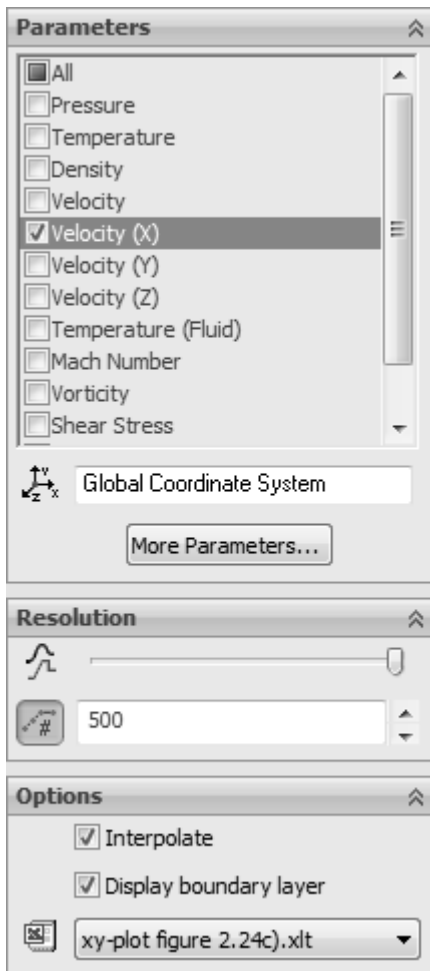 Parameters
All
Pressure
Temperature
Density
Velocity
Velocity (X)
Velocity (Y)
Velocity (Z)
Temperature (Fluid)
Mach Number
Vorticity
Shear Stress
Global Coordinate System
More Parameters...
Resolution
500
Options
Interpolate
Display boundary layer
xy-plot figure 2.24c).xlt